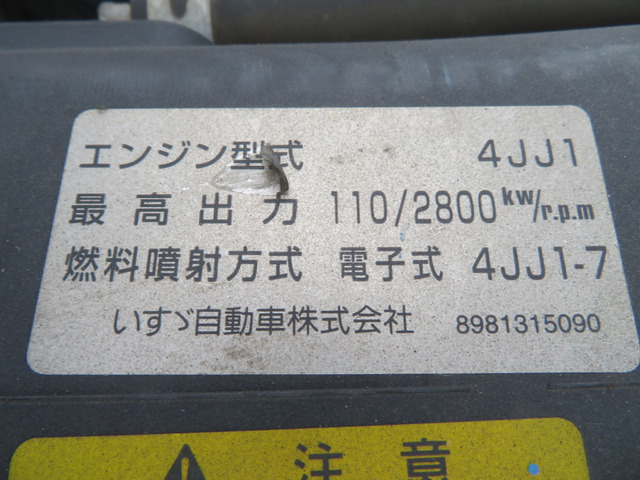 エンジン型式 4JJ1
最高出力 110/2800 kw/r.p.m
燃料噴射方式 電子式 4JJ1-7
いすゞ自動車株式会社 8981315090
注意